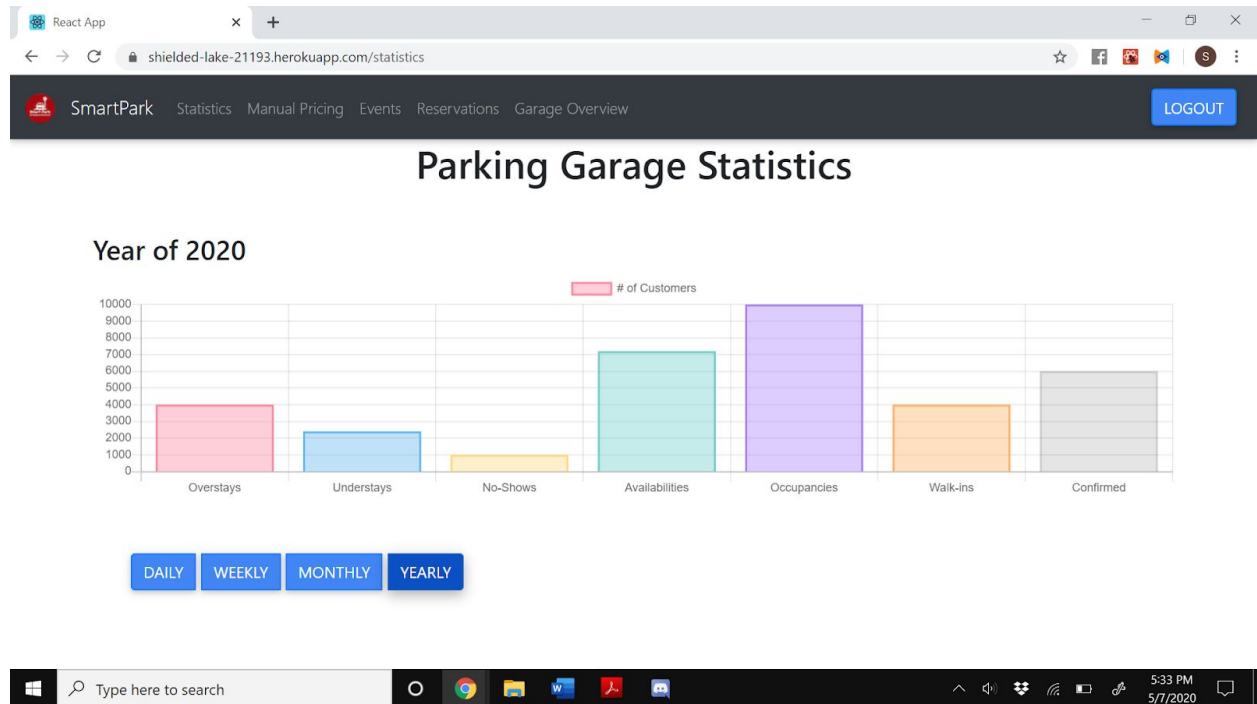 React App
shielded-lake-21193.herokuapp.com/statistics
S
SmartPark Statistics Manual Pricing Events Reservations Garage Overview LOGOUT
Parking Garage Statistics
Year of 2020
# of Customers
10000
9000
8000
7000
6000
5000
4000
3000
2000
1000
0
Overstays Understays No-Shows Availabilities Occupancies Walk-ins Confirmed
DAILY WEEKLY MONTHLY YEARLY
Type here to search
5:33 PM
5/7/2020